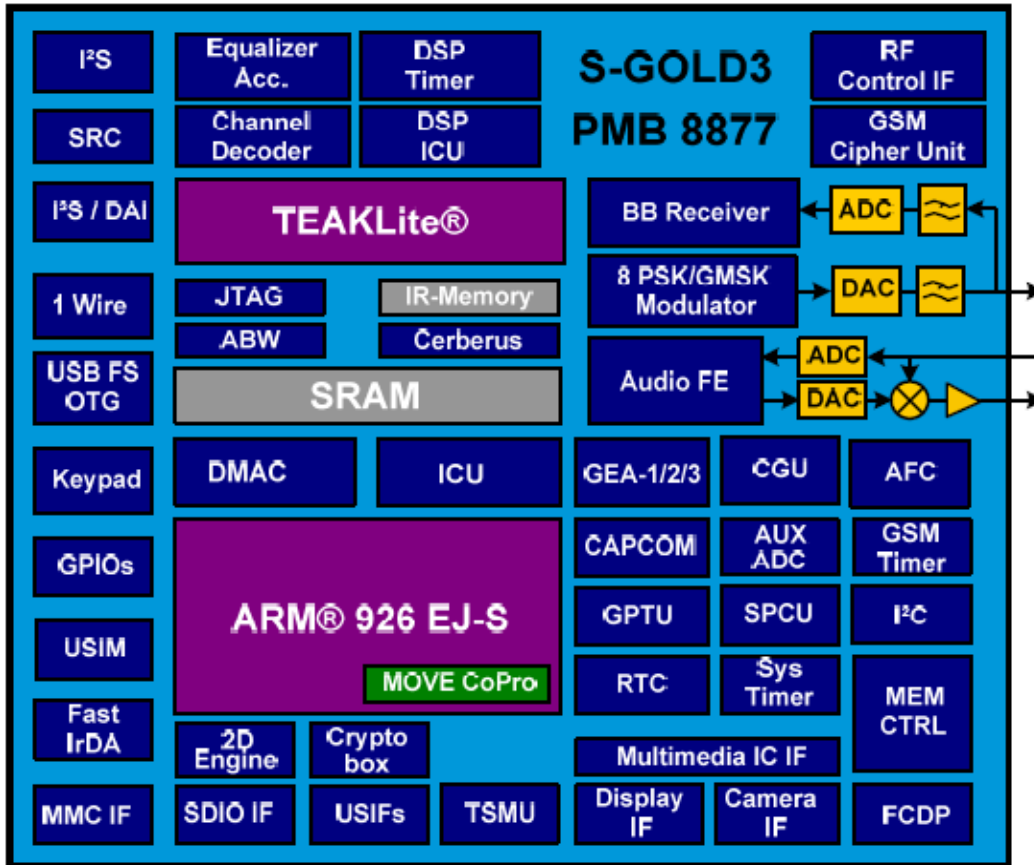 I²S
Equalizer
Acc.
DSP
Timer
S-GOLD3
RF
Control IF
SRC
Channel
Decoder
DSP
ICU
PMB 8877
GSM
Cipher Unit
I²S / DAI
TEAKLite®
BB Receiver
ADC
1 Wire
JTAG
IR-Memory
8 PSK/GMSK
Modulator
DAC
ABW
Cerberus
USB FS
OTG
SRAM
Audio FE
ADC
DAC
Keypad
DMAC
ICU
GEA-1/2/3
CGU
AFC
GPIOs
ARM® 926 EJ-S
MOVE CoPro
CAPCOM
AUX
ADC
GSM
Timer
USIM
GPTU
SPCU
I²C
Fast
IrDA
RTC
Sys
Timer
MEM
CTRL
2D
Engine
Crypto
box
Multimedia IC IF
MMC IF
SDIO IF
USIFs
TSMU
Display
IF
Camera
IF
FCDP